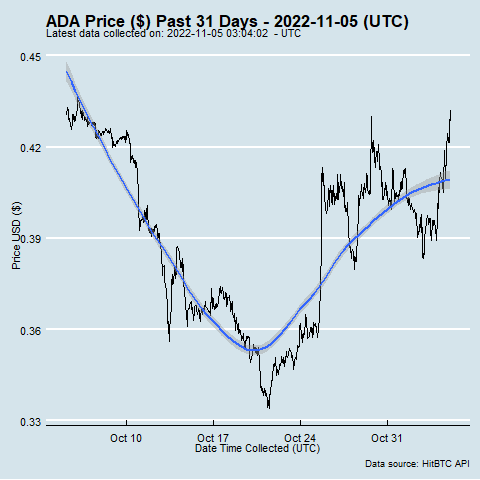 ADA Price ($) Past 31 Days - 2022-11-05 (UTC)
Latest data collected on: 2022-11-05 03:04:02 - UTC
0.45
0.42
0.39
0.36
0.33
Price USD ($)
Oct 10 Oct 17 Oct 24 Oct 31
Date Time Collected (UTC)
Data source: HitBTC API